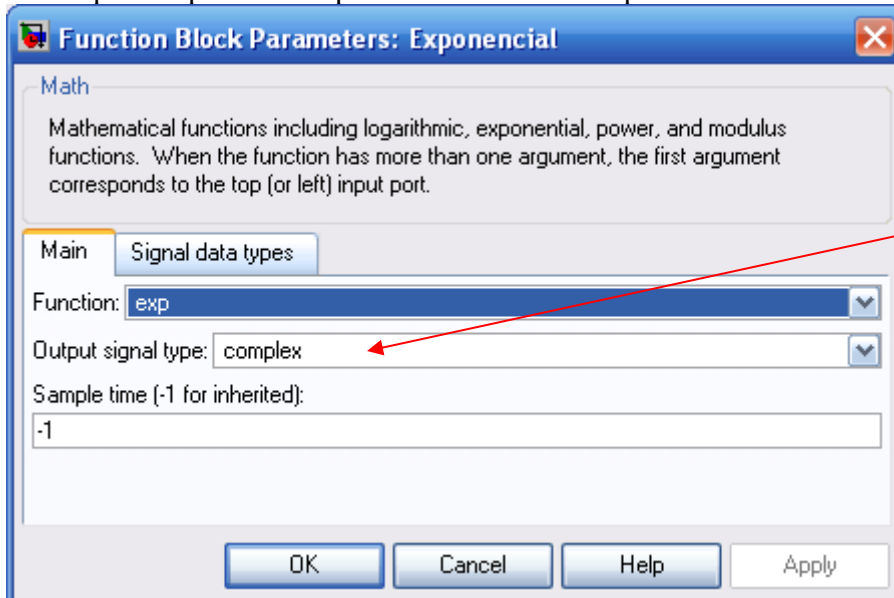 Function Block Parameters: Exponencial
Math
Mathematical functions including logarithmic, exponential, power, and modulus
functions. When the function has more than one argument, the first argument
corresponds to the top (or left) input port.
Main
Signal data types
Function: exp
Output signal type: complex
Sample time (-1 for inherited):
-1
OK
Cancel
Help
Apply